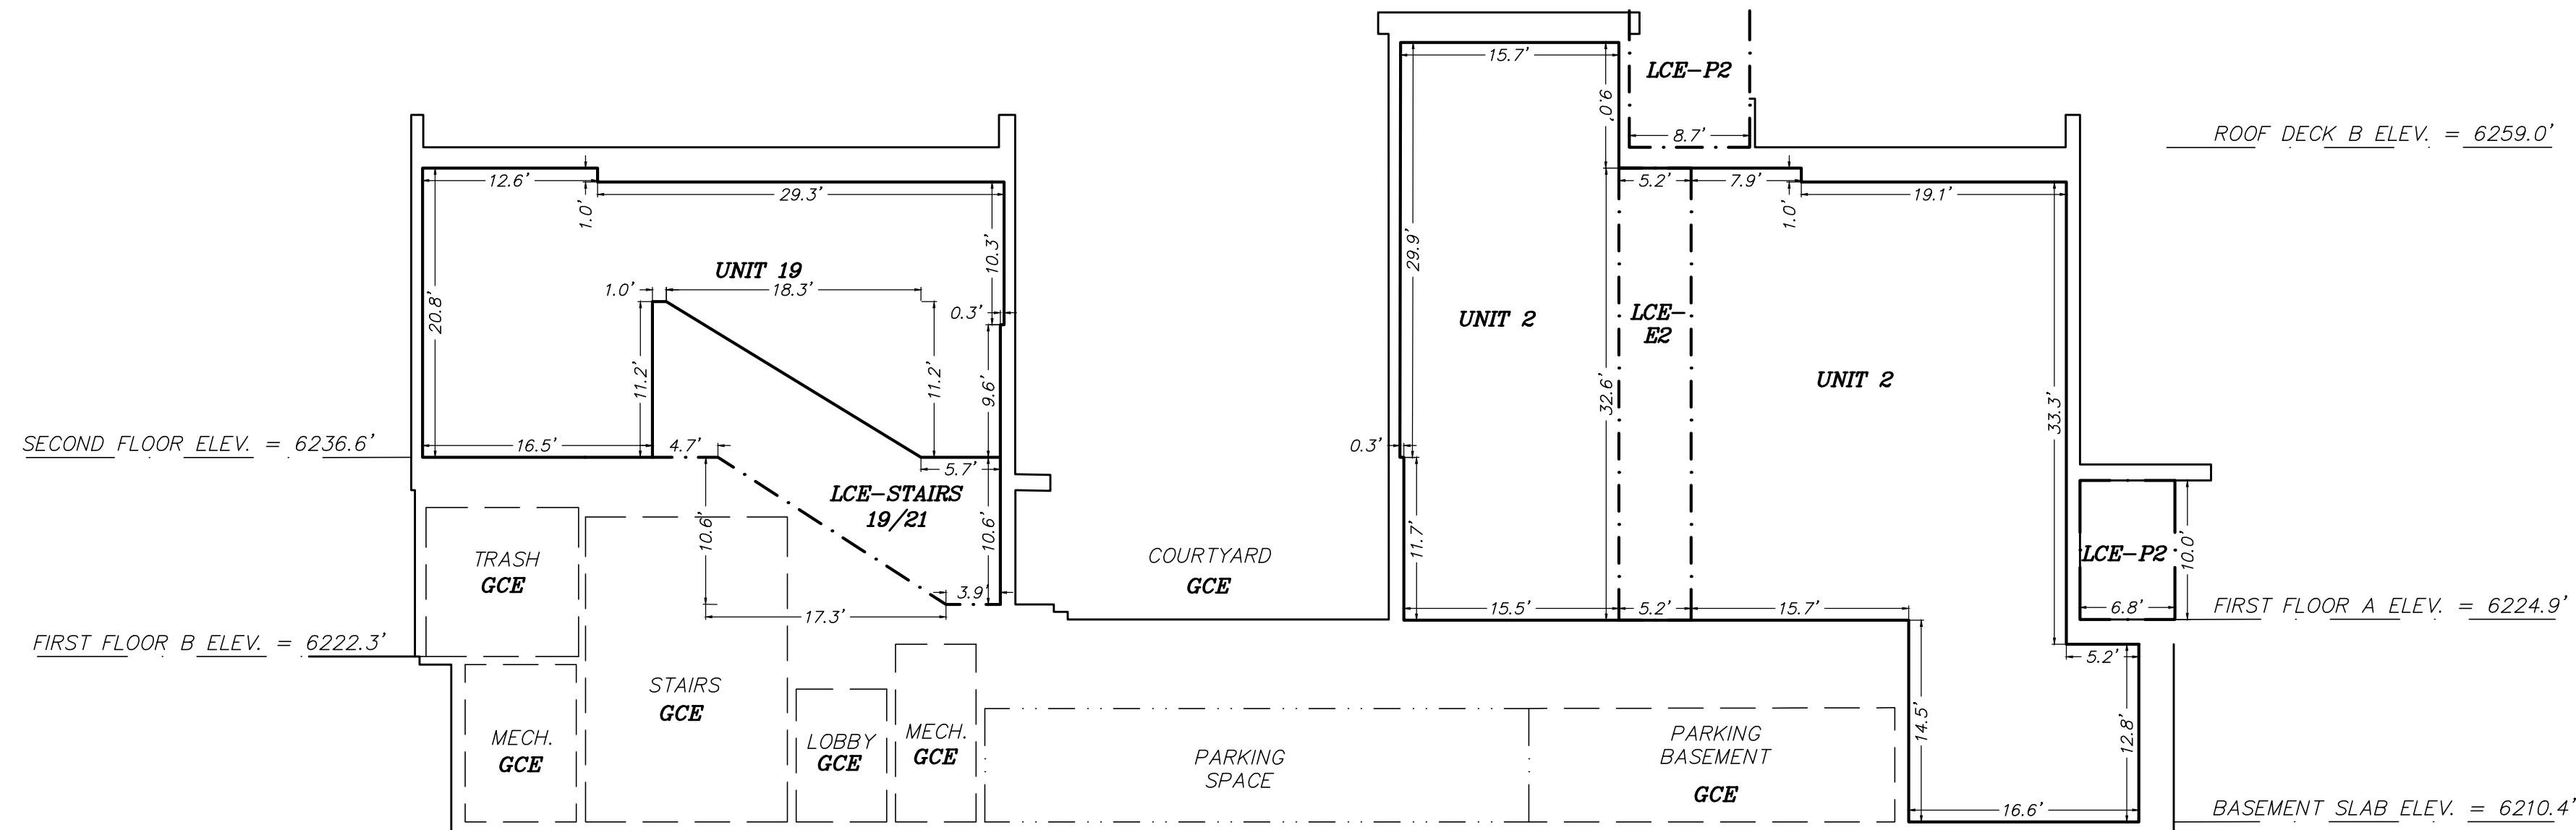 15.7'
LCE-P2
9.0'
8.7'
ROOF DECK B ELEV. = 6259.0'
12.6'
29.3'
1.0'
5.2'
7.9'
1.0'
19.1'
20.8'
UNIT 19
10.3'
1.0'
18.3'
0.3'
11.2'
11.2'
9.6'
29.9'
UNIT 2
32.6'
LCE-
E2
UNIT 2
33.3'
SECOND FLOOR ELEV. = 6236.6'
16.5'
4.7'
5.7'
0.3'
LCE-STAIRS
19/21
10.6'
10.6'
3.9'
17.3'
TRASH
GCE
COURTYARD
GCE
11.7'
15.5'
5.2'
15.7'
LCE-P2
10.0'
6.8'
FIRST FLOOR A ELEV. = 6224.9'
FIRST FLOOR B ELEV. = 6222.3'
5.2'
STAIRS
GCE
MECH.
GCE
LOBBY
GCE
MECH.
GCE
PARKING
SPACE
PARKING
BASEMENT
GCE
14.5'
12.8'
16.6'
BASEMENT SLAB ELEV. = 6210.4'